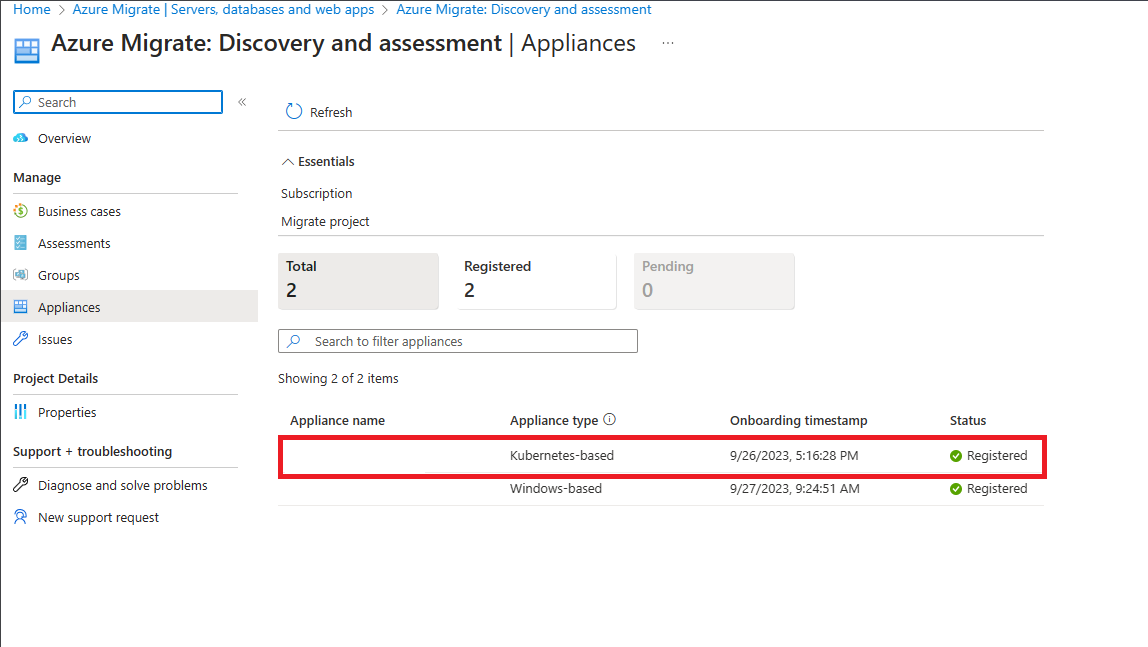 Home > Azure Migrate | Servers, databases and web apps > Azure Migrate: Discovery and assessment
Azure Migrate: Discovery and assessment | Appliances ...
Search «
Overview
Manage
Business cases
Assessments
Groups
Appliances
Issues
Project Details
Properties
Support + troubleshooting
Diagnose and solve problems
New support request
Refresh
Essentials
Subscription
Migrate project
Total Registered Pending
2 2 0
Search to filter appliances
Showing 2 of 2 items
Appliance name Appliance type Onboarding timestamp Status
Kubernetes-based 9/26/2023, 5:16:28 PM Registered
Windows-based 9/27/2023, 9:24:51 AM Registered